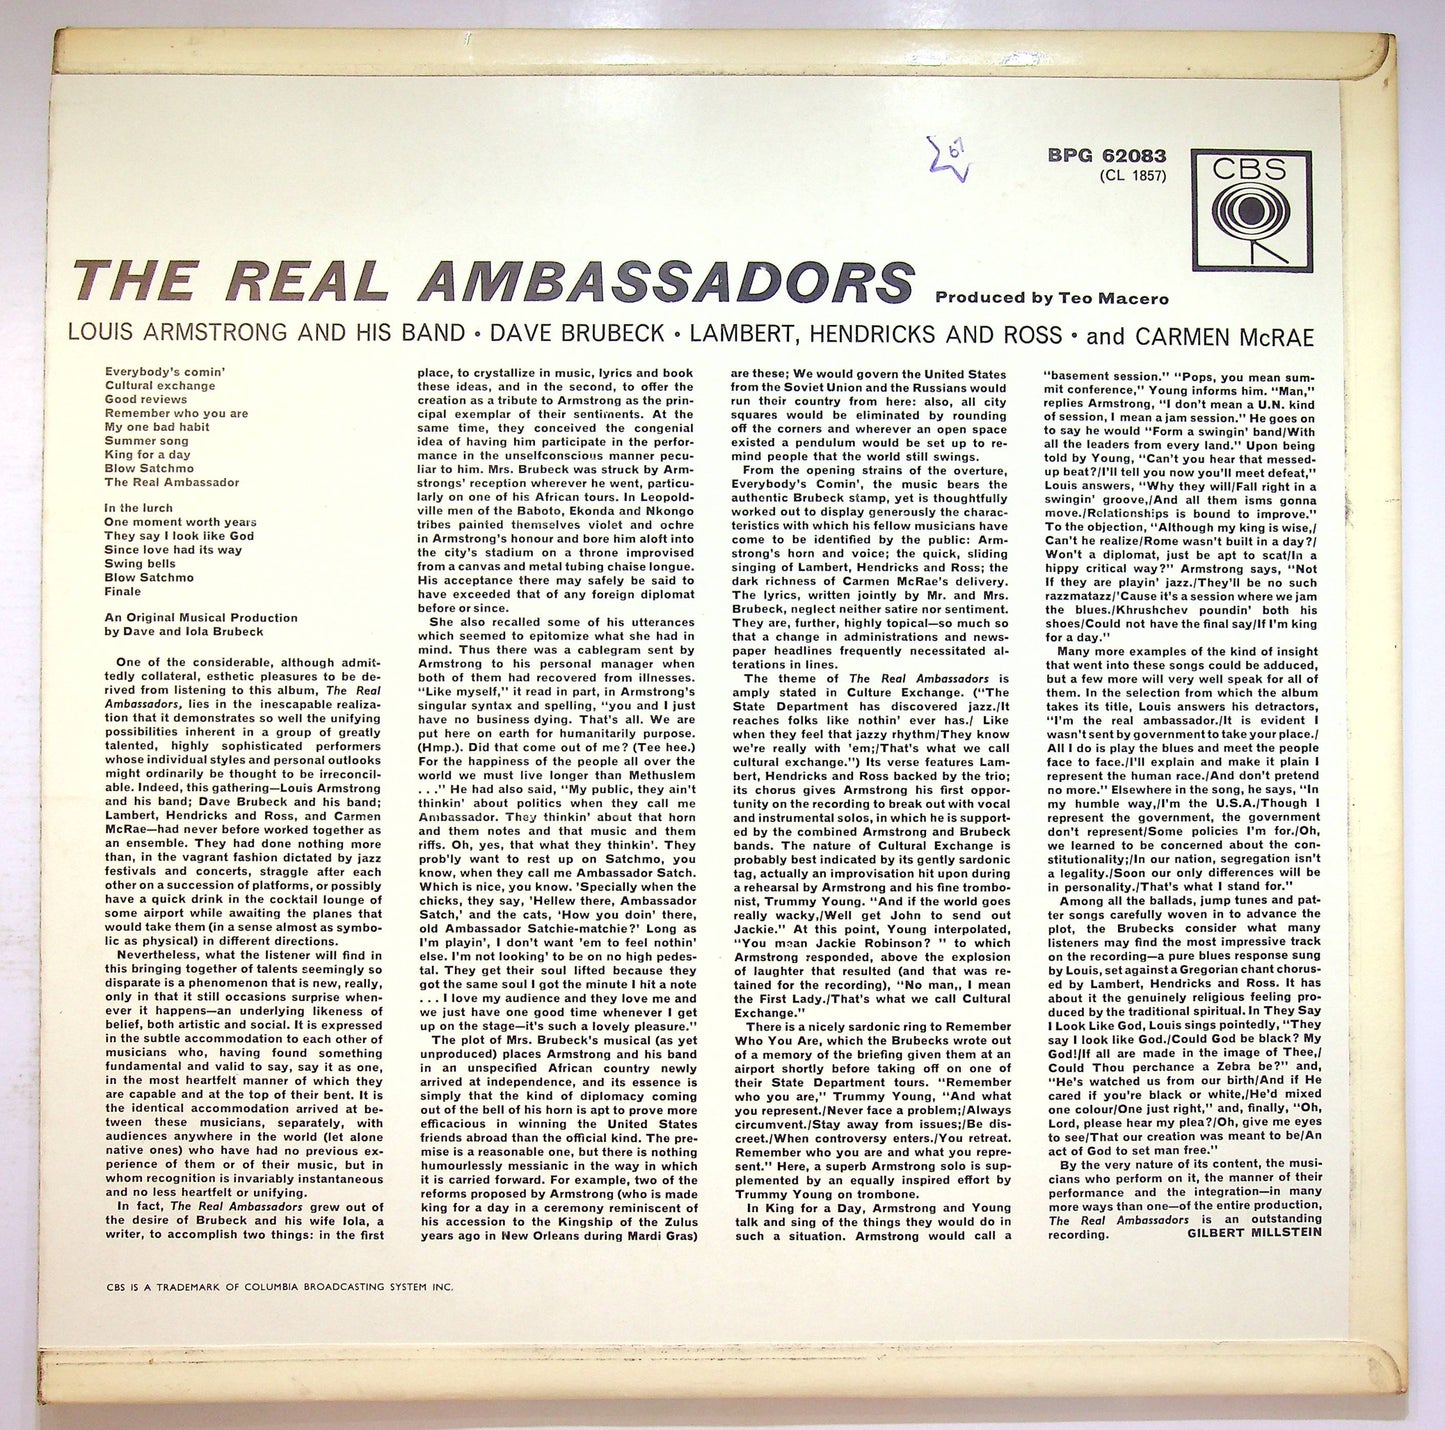 67
BPG 62083
(CL 1857)
CBS
THE REAL AMBASSADORS Produced by Teo Macero
LOUIS ARMSTRONG AND HIS BAND • DAVE BRUBECK • LAMBERT, HENDRICKS AND ROSS • and CARMEN McRAE
Everybody's comin'
Cultural exchange
Good reviews
Remember who you are
My one bad habit
Summer song
King for a day
Blow Satchmo
The Real Ambassador
In the lurch
One moment worth years
They say I look like God
Since love had its way
Swing bells
Blow Satchmo
Finale
An Original Musical Production
by Dave and Iola Brubeck
One of the considerable, although admit-
tedly collateral, esthetic pleasures to be de-
rived from listening to this album, The Real
Ambassadors, lies in the inescapable realiza-
tion that it demonstrates so well the unifying
possibilities inherent in a group of greatly
talented, highly sophisticated performers
whose individual styles and personal outlooks
might ordinarily be thought to be irreconcil-
able. Indeed, this gathering—Louis Armstrong
and his band; Dave Brubeck and his band;
Lambert, Hendricks and Ross, and Carmen
McRae—had never before worked together as
an ensemble. They had done nothing more
than, in the vagrant fashion dictated by jazz
festivals and concerts, straggle after each
other on a succession of platforms, or possibly
have a quick drink in the cocktail lounge of
some airport while awaiting the planes that
would take them (in a sense almost as symbo-
lic as physical) in different directions.
Nevertheless, what the listener will find in
this bringing together of talents seemingly so
disparate is a phenomenon that is new, really,
only in that it still occasions surprise when-
ever it happens—an underlying likeness of
belief, both artistic and social. It is expressed
in the subtle accommodation to each other of
musicians who, having found something
fundamental and valid to say, say it as one,
in the most heartfelt manner of which they
are capable and at the top of their bent. It is
the identical accommodation arrived at be-
tween these musicians, separately, with
audiences anywhere in the world (let alone
native ones) who have had no previous ex-
perience of them or of their music, but in
whom recognition is invariably instantaneous
and no less heartfelt or unifying.
In fact, The Real Ambassadors grew out of
the desire of Brubeck and his wife Iola, a
writer, to accomplish two things: in the first
place, to crystallize in music, lyrics and book
these ideas, and in the second, to offer the
creation as a tribute to Armstrong as the prin-
cipal exemplar of their sentiments. At the
same time, they conceived the congenial
idea of having him participate in the perfor-
mance in the unselfconscious manner pecu-
liar to him. Mrs. Brubeck was struck by Arm-
strongs' reception wherever he went, particu-
larly on one of his African tours. In Leopold-
ville men of the Baboto, Ekonda and Nkongo
tribes painted themselves violet and ochre
in Armstrong's honour and bore him aloft into
the city's stadium on a throne improvised
from a canvas and metal tubing chaise longue.
His acceptance there may safely be said to
have exceeded that of any foreign diplomat
before or since.
She also recalled some of his utterances
which seemed to epitomize what she had in
mind. Thus there was a cablegram sent by
Armstrong to his personal manager when
both of them had recovered from illnesses.
"Like myself," it read in part, in Armstrong's
singular syntax and spelling, "you and I just
have no business dying. That's all. We are
put here on earth for humanitarily purpose.
(Hmp.). Did that come out of me? (Tee hee.)
For the happiness of the people all over the
world we must live longer than Methuslem
. . ." He had also said, "My public, they ain't
thinkin' about politics when they call me
Ambassador. They thinkin' about that horn
and them notes and that music and them
riffs. Oh, yes, that what they thinkin'. They
prob'ly want to rest up on Satchmo, you
know, when they call me Ambassador Satch.
Which is nice, you know. 'Specially when the
chicks, they say, 'Hellew there, Ambassador
Satch,' and the cats, 'How you doin' there,
old Ambassador Satchie-matchie?' Long as
I'm playin', I don't want 'em to feel nothin'
else. I'm not looking' to be on no high pedes-
tal. They get their soul lifted because they
got the same soul I got the minute I hit a note
. . . I love my audience and they love me and
we just have one good time whenever I get
up on the stage—it's such a lovely pleasure."
The plot of Mrs. Brubeck's musical (as yet
unproduced) places Armstrong and his band
in an unspecified African country newly
arrived at independence, and its essence is
simply that the kind of diplomacy coming
out of the bell of his horn is apt to prove more
efficacious in winning the United States
friends abroad than the official kind. The pre-
mise is a reasonable one, but there is nothing
humourlessly messianic in the way in which
it is carried forward. For example, two of the
reforms proposed by Armstrong (who is made
king for a day in a ceremony reminiscent of
his accession to the Kingship of the Zulus
years ago in New Orleans during Mardi Gras)
are these; We would govern the United States
from the Soviet Union and the Russians would
run their country from here: also, all city
squares would be eliminated by rounding
off the corners and wherever an open space
existed a pendulum would be set up to re-
mind people that the world still swings.
From the opening strains of the overture,
Everybody's Comin', the music bears the
authentic Brubeck stamp, yet is thoughtfully
worked out to display generously the charac-
teristics with which his fellow musicians have
come to be identified by the public: Arm-
strong's horn and voice; the quick, sliding
singing of Lambert, Hendricks and Ross; the
dark richness of Carmen McRae's delivery.
The lyrics, written jointly by Mr. and Mrs.
Brubeck, neglect neither satire nor sentiment.
They are, further, highly topical—so much so
that a change in administrations and news-
paper headlines frequently necessitated al-
terations in lines.
The theme of The Real Ambassadors is
amply stated in Culture Exchange. ("The
State Department has discovered jazz./It
reaches folks like nothin' ever has./ Like
when they feel that jazzy rhythm/They know
we're really with 'em;/That's what we call
cultural exchange.") Its verse features Lam-
bert, Hendricks and Ross backed by the trio;
its chorus gives Armstrong his first oppor-
tunity on the recording to break out with vocal
and instrumental solos, in which he is support-
ed by the combined Armstrong and Brubeck
bands. The nature of Cultural Exchange is
probably best indicated by its gently sardonic
tag, actually an improvisation hit upon during
a rehearsal by Armstrong and his fine trombo-
nist, Trummy Young. "And if the world goes
really wacky,/Well get John to send out
Jackie." At this point, Young interpolated,
"You mean Jackie Robinson? " to which
Armstrong responded, above the explosion
of laughter that resulted (and that was re-
tained for the recording), "No man,, I mean
the First Lady./That's what we call Cultural
Exchange."
There is a nicely sardonic ring to Remember
Who You Are, which the Brubecks wrote out
of a memory of the briefing given them at an
airport shortly before taking off on one of
their State Department tours. "Remember
who you are," Trummy Young, "And what
you represent./Never face a problem;/Always
circumvent./Stay away from issues;/Be dis-
creet./When controversy enters./You retreat.
Remember who you are and what you repre-
sent." Here, a superb Armstrong solo is sup-
plemented by an equally inspired effort by
Trummy Young on trombone.
In King for a Day, Armstrong and Young
talk and sing of the things they would do in
such a situation. Armstrong would call a
"basement session." "Pops, you mean sum-
mit conference," Young informs him. "Man,"
replies Armstrong, "I don't mean a U.N. kind
of session, I mean a jam session." He goes on
to say he would "Form a swingin' band/With
all the leaders from every land." Upon being
told by Young, "Can't you hear that messed-
up beat?/I'll tell you now you'll meet defeat,"
Louis answers, "Why they will/Fall right in a
swingin' groove,/And all them isms gonna
move./Relationships is bound to improve."
To the objection, "Although my king is wise,/
Can't he realize/Rome wasn't built in a day?/
Won't a diplomat, just be apt to scat/In a
hippy critical way?" Armstrong says, "Not
If they are playin' jazz./They'll be no such
razzmatazz/'Cause it's a session where we jam
the blues./Khrushchev poundin' both his
shoes/Could not have the final say/If I'm king
for a day."
Many more examples of the kind of insight
that went into these songs could be adduced,
but a few more will very well speak for all of
them. In the selection from which the album
takes its title, Louis answers his detractors,
"I'm the real ambassador./It is evident I
wasn't sent by government to take your place./
All I do is play the blues and meet the people
face to face./I'll explain and make it plain I
represent the human race./And don't pretend
no more." Elsewhere in the song, he says, "In
my humble way,/I'm the U.S.A./Though I
represent the government, the government
don't represent/Some policies I'm for./Oh,
we learned to be concerned about the con-
stitutionality;/In our nation, segregation isn't
a legality./Soon our only differences will be
in personality./That's what I stand for."
Among all the ballads, jump tunes and pat-
ter songs carefully woven in to advance the
plot, the Brubecks consider what many
listeners may find the most impressive track
on the recording—a pure blues response sung
by Louis, set against a Gregorian chant chorus-
ed by Lambert, Hendricks and Ross. It has
about it the genuinely religious feeling pro-
duced by the traditional spiritual. In They Say
I Look Like God, Louis sings pointedly, "They
say I look like God./Could God be black? My
God!/If all are made in the image of Thee,/
Could Thou perchance a Zebra be?" and,
"He's watched us from our birth/And if He
cared if you're black or white,/He'd mixed
one colour/One just right," and, finally, "Oh,
Lord, please hear my plea?/Oh, give me eyes
to see/That our creation was meant to be/An
act of God to set man free."
By the very nature of its content, the musi-
cians who perform on it, the manner of their
performance and the integration—in many
more ways than one—of the entire production,
The Real Ambassadors is an outstanding
recording. GILBERT MILLSTEIN
CBS IS A TRADEMARK OF COLUMBIA BROADCASTING SYSTEM INC.